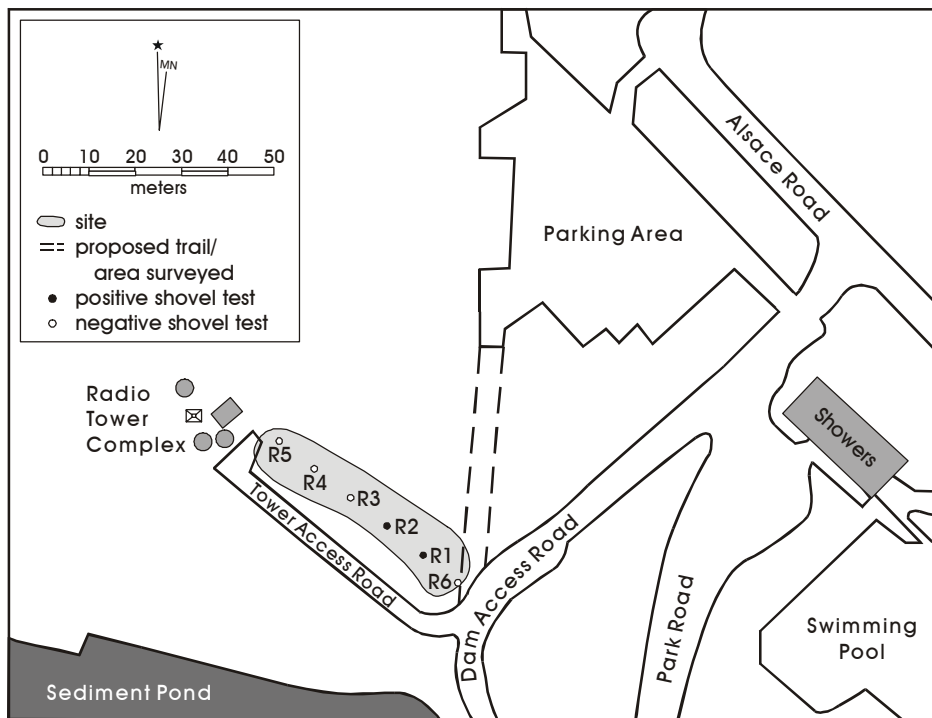 MN
0 10 20 30 40 50
meters
site
proposed trail/
area surveyed
positive shovel test
negative shovel test
Alsace Road
Parking Area
Radio
Tower
Complex
Showers
R5
R4
R3
R2
R1
R6
Tower Access Road
Dam Access Road
Park Road
Swimming
Pool
Sediment Pond